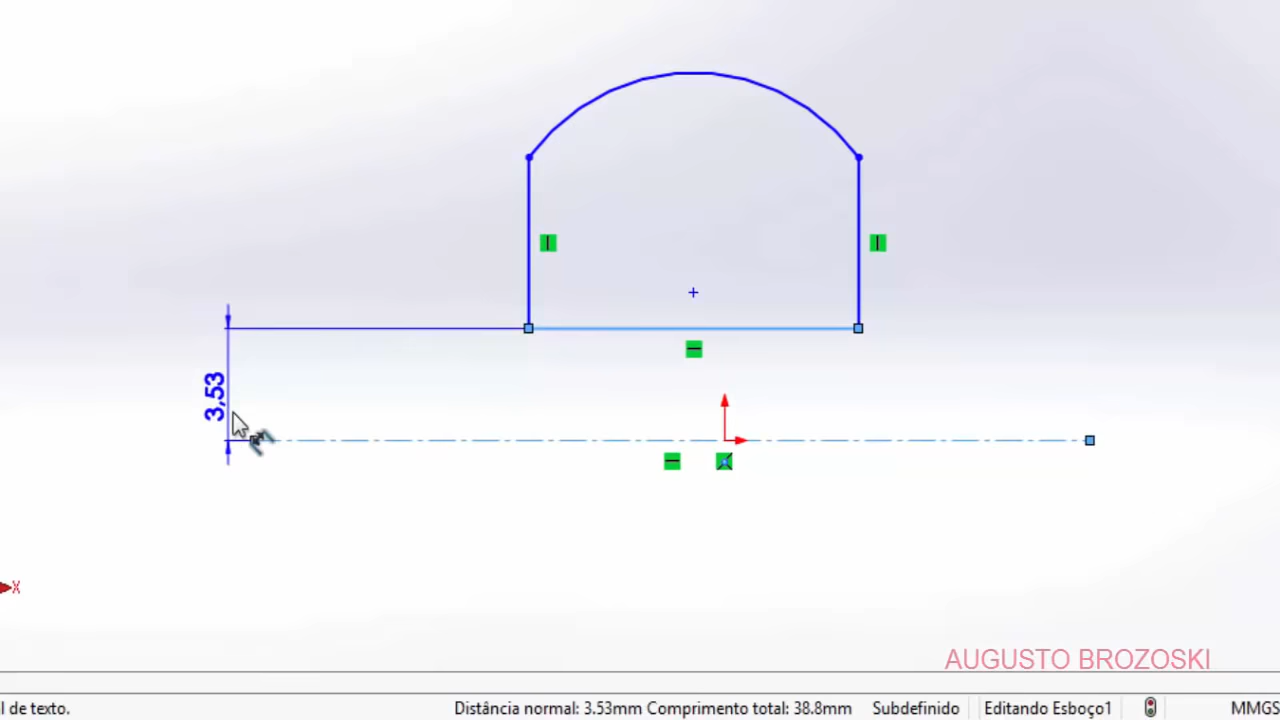 3,53
X
AUGUSTO BROZOSKI
l de texto. Distância normal: 3.53mm Comprimento total: 38.8mm Subdefinido Editando Esboço1 MMGS